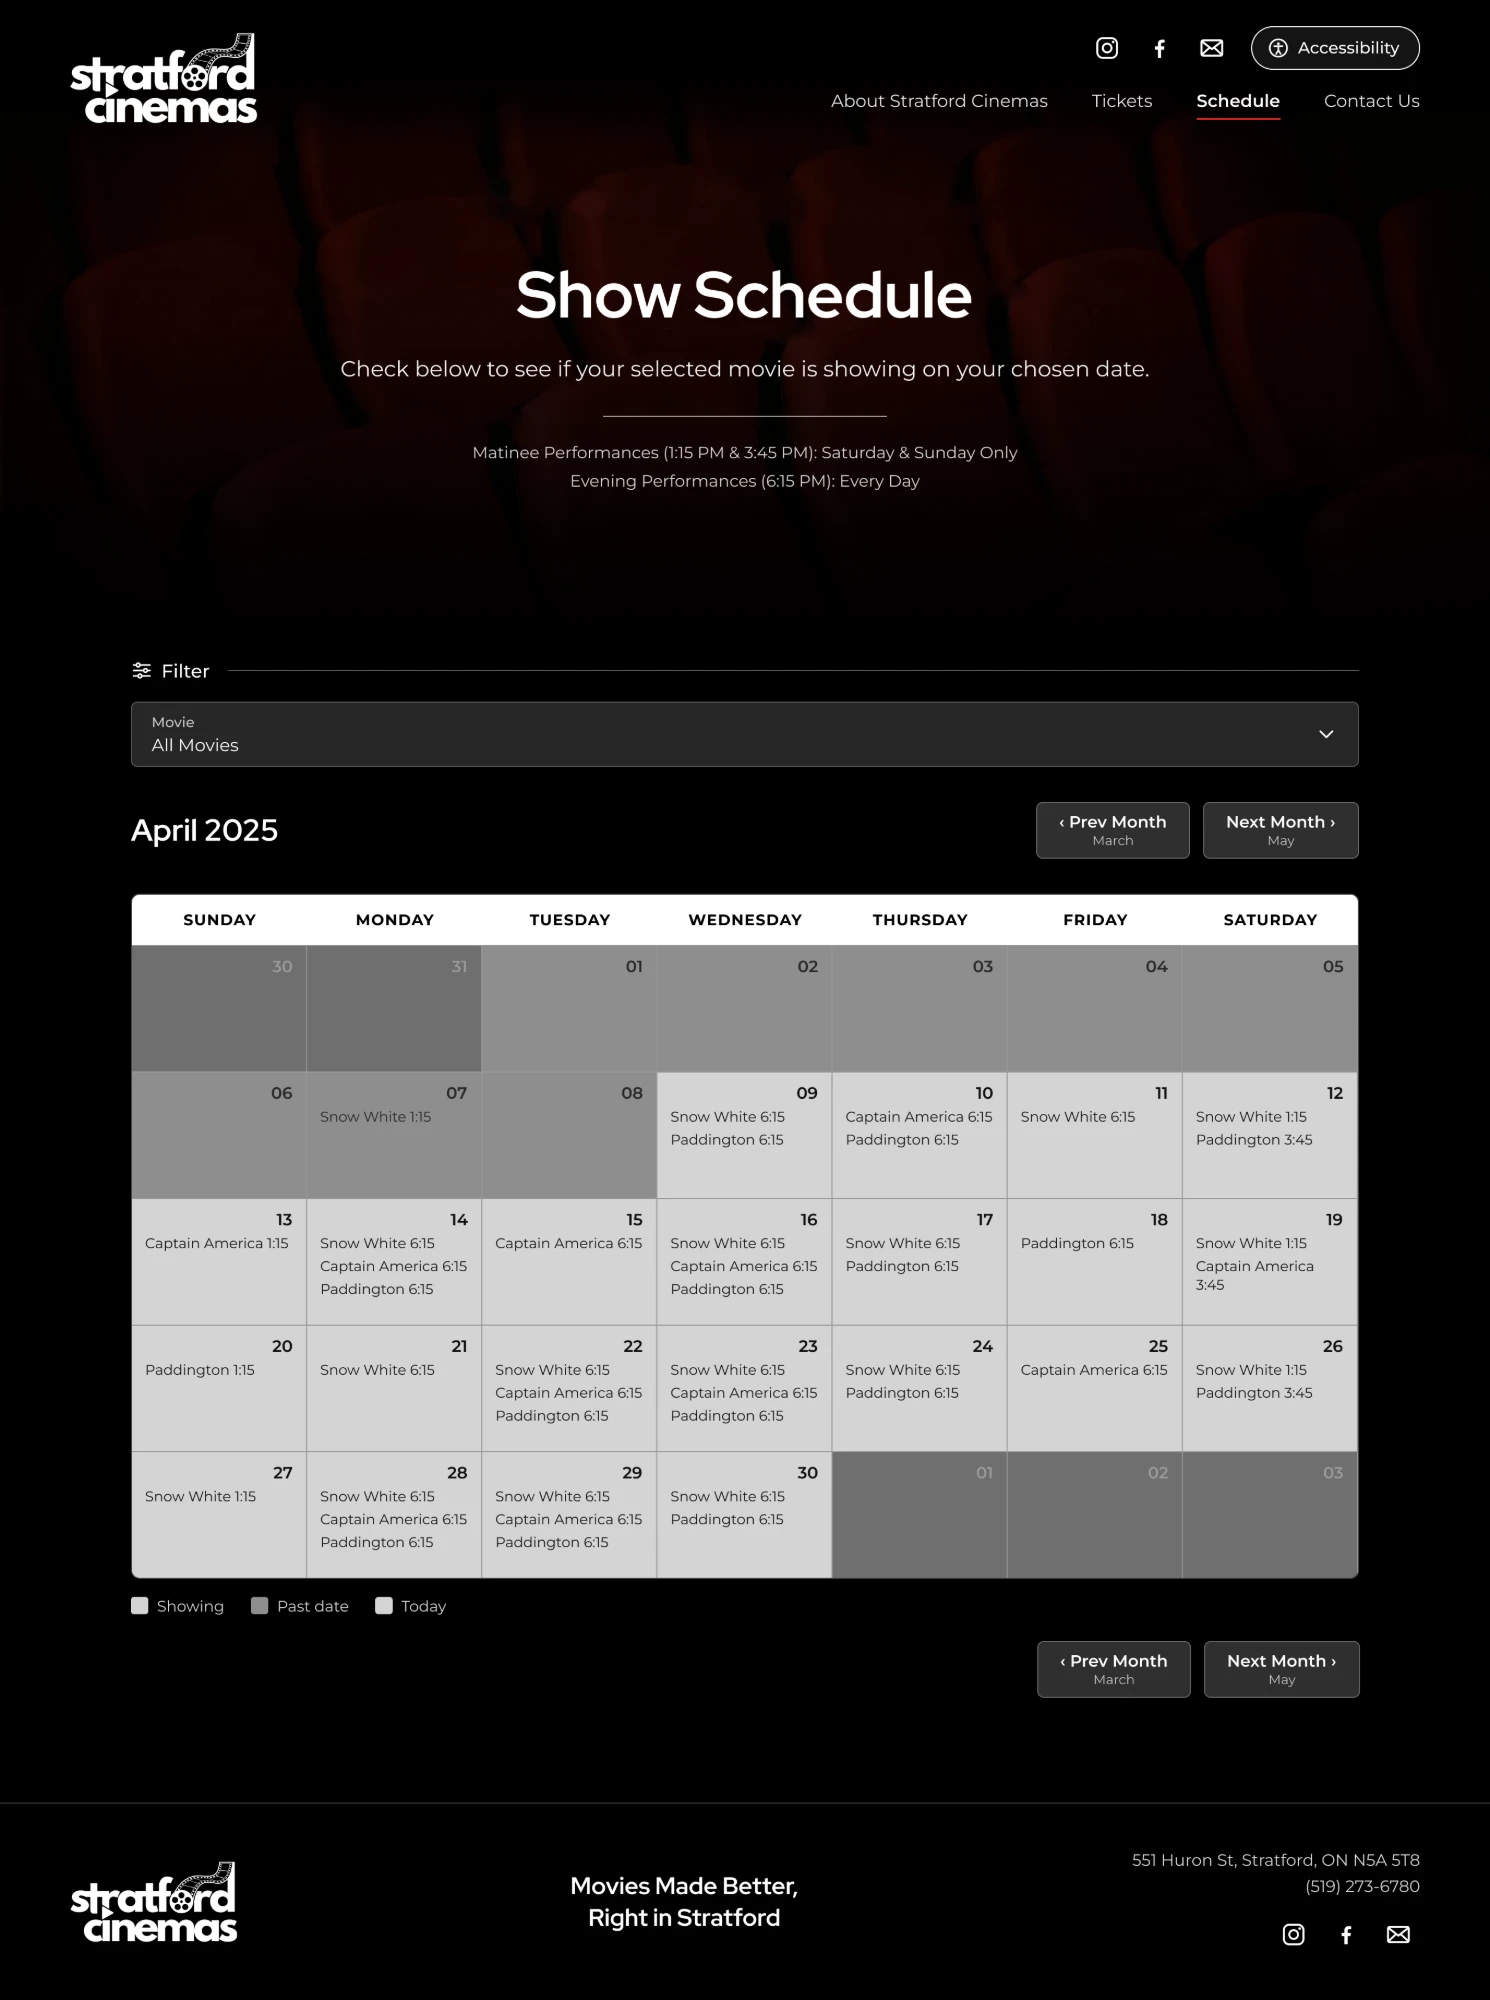 stratford
cinemas
Accessibility
About Stratford Cinemas
Tickets
Schedule
Contact Us
Show Schedule
Check below to see if your selected movie is showing on your chosen date.
Matinee Performances (1:15 PM & 3:45 PM): Saturday & Sunday Only
Evening Performances (6:15 PM): Every Day
Filter
Movie
All Movies
April 2025
‹ Prev Month
March
Next Month ›
May
SUNDAY
MONDAY
TUESDAY
WEDNESDAY
THURSDAY
FRIDAY
SATURDAY
30
31
01
02
03
04
05
06
07
Snow White 1:15
08
09
Snow White 6:15
Paddington 6:15
10
Captain America 6:15
Paddington 6:15
11
Snow White 6:15
12
Snow White 1:15
Paddington 3:45
13
Captain America 1:15
14
Snow White 6:15
Captain America 6:15
Paddington 6:15
15
Captain America 6:15
16
Snow White 6:15
Captain America 6:15
Paddington 6:15
17
Snow White 6:15
Paddington 6:15
18
Paddington 6:15
19
Snow White 1:15
Captain America
3:45
20
Paddington 1:15
21
Snow White 6:15
22
Snow White 6:15
Captain America 6:15
Paddington 6:15
23
Snow White 6:15
Captain America 6:15
Paddington 6:15
24
Snow White 6:15
Paddington 6:15
25
Captain America 6:15
26
Snow White 1:15
Paddington 3:45
27
Snow White 1:15
28
Snow White 6:15
Captain America 6:15
Paddington 6:15
29
Snow White 6:15
Captain America 6:15
Paddington 6:15
30
Snow White 6:15
Paddington 6:15
01
02
03
Showing
Past date
Today
‹ Prev Month
March
Next Month ›
May
stratford
cinemas
Movies Made Better,
Right in Stratford
551 Huron St, Stratford, ON N5A 5T8
(519) 273-6780